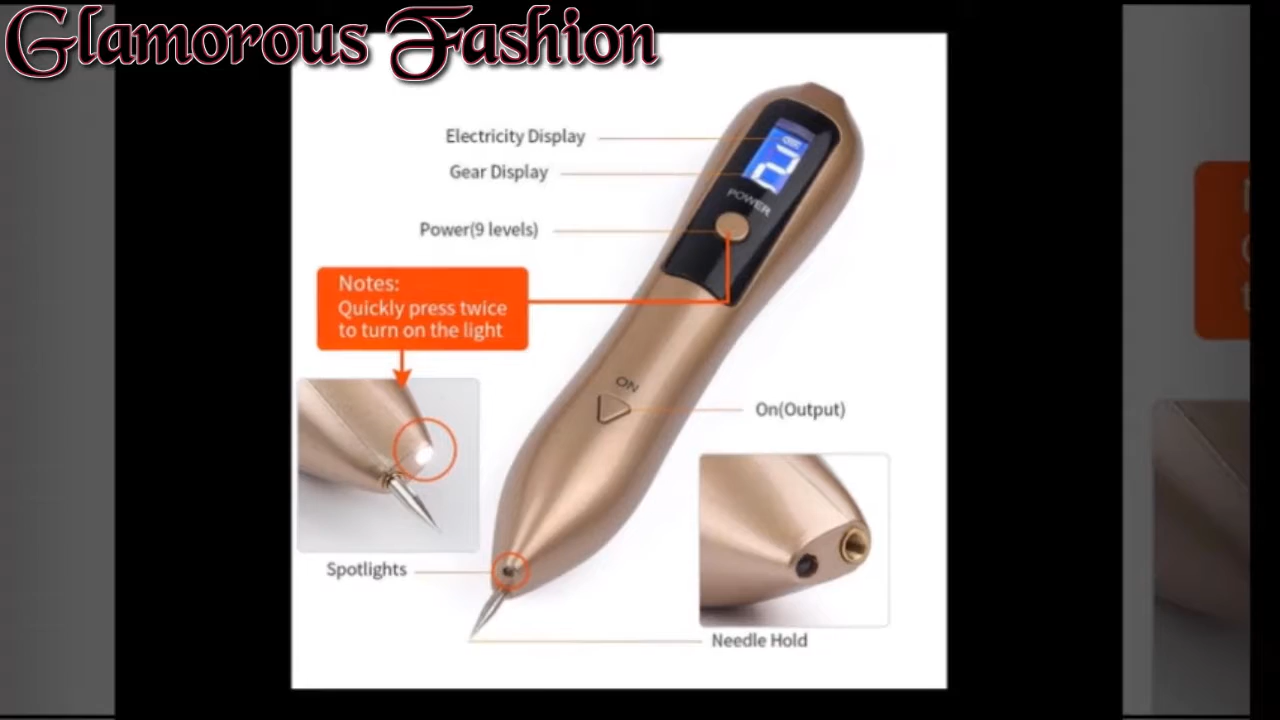 Glamorous Fashion
Electricity Display
Gear Display
2
POWER
Power(9 levels)
Notes:
Quickly press twice
to turn on the light
ON
On(Output)
Spotlights
Needle Hold